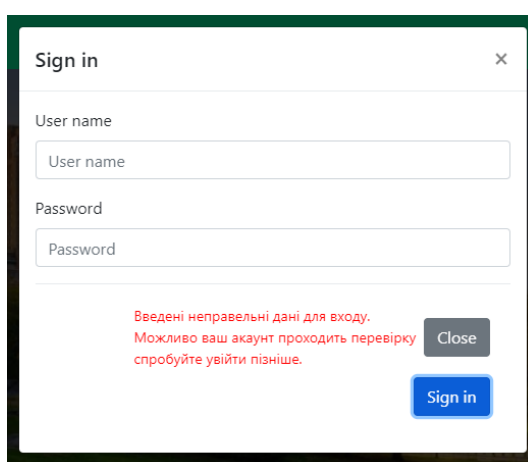 Sign in
×
User name
User name
Password
Password
Введені неправельні дані для входу.
Можливо ваш акаунт проходить перевірку
спробуйте увійти пізніше.
Close
Sign in